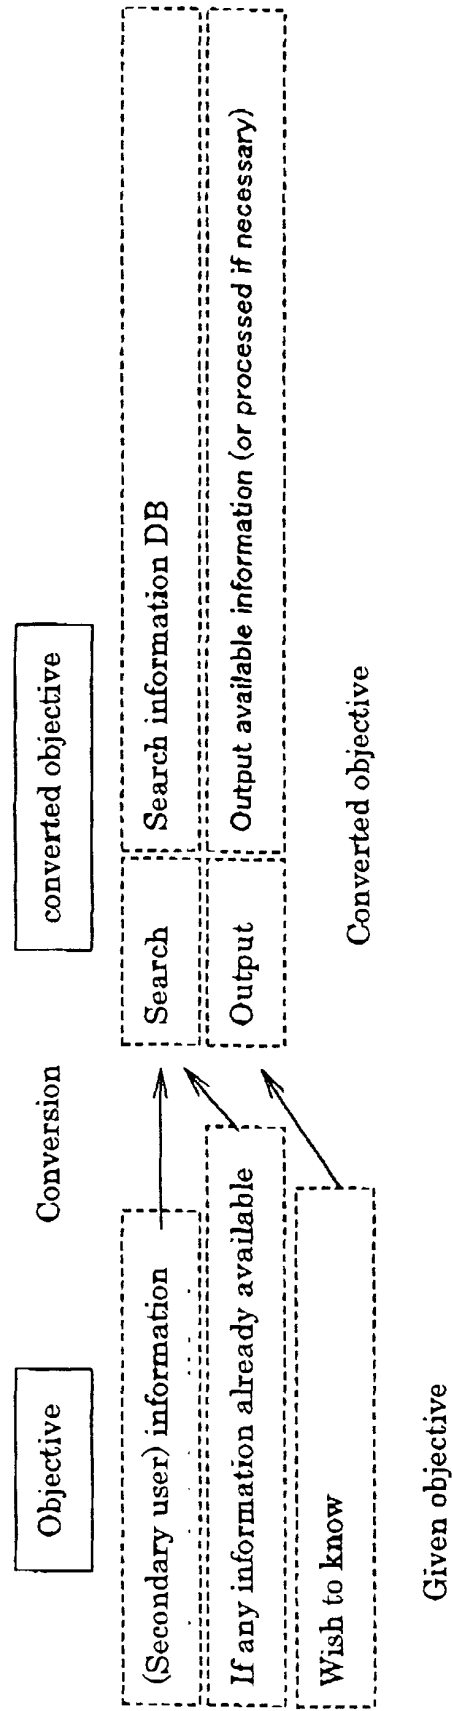 Objective
Conversion
converted objective
(Secondary user) information
Search
Search information DB
If any information already available
Output
Output available information (or processed if necessary)
Wish to know
Given objective
Converted objective